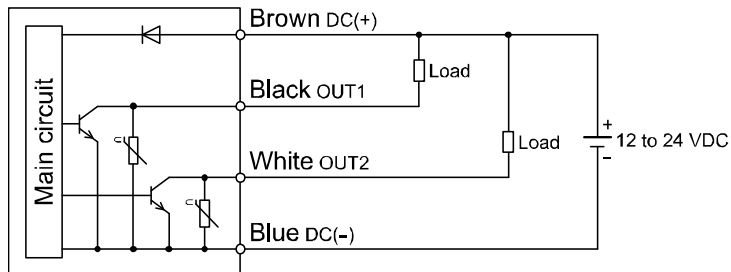 Brown DC(+)
Main circuit
Load
Black OUT1
Load
White OUT2
+
12 to 24 VDC
-
U
U
Blue DC(−)